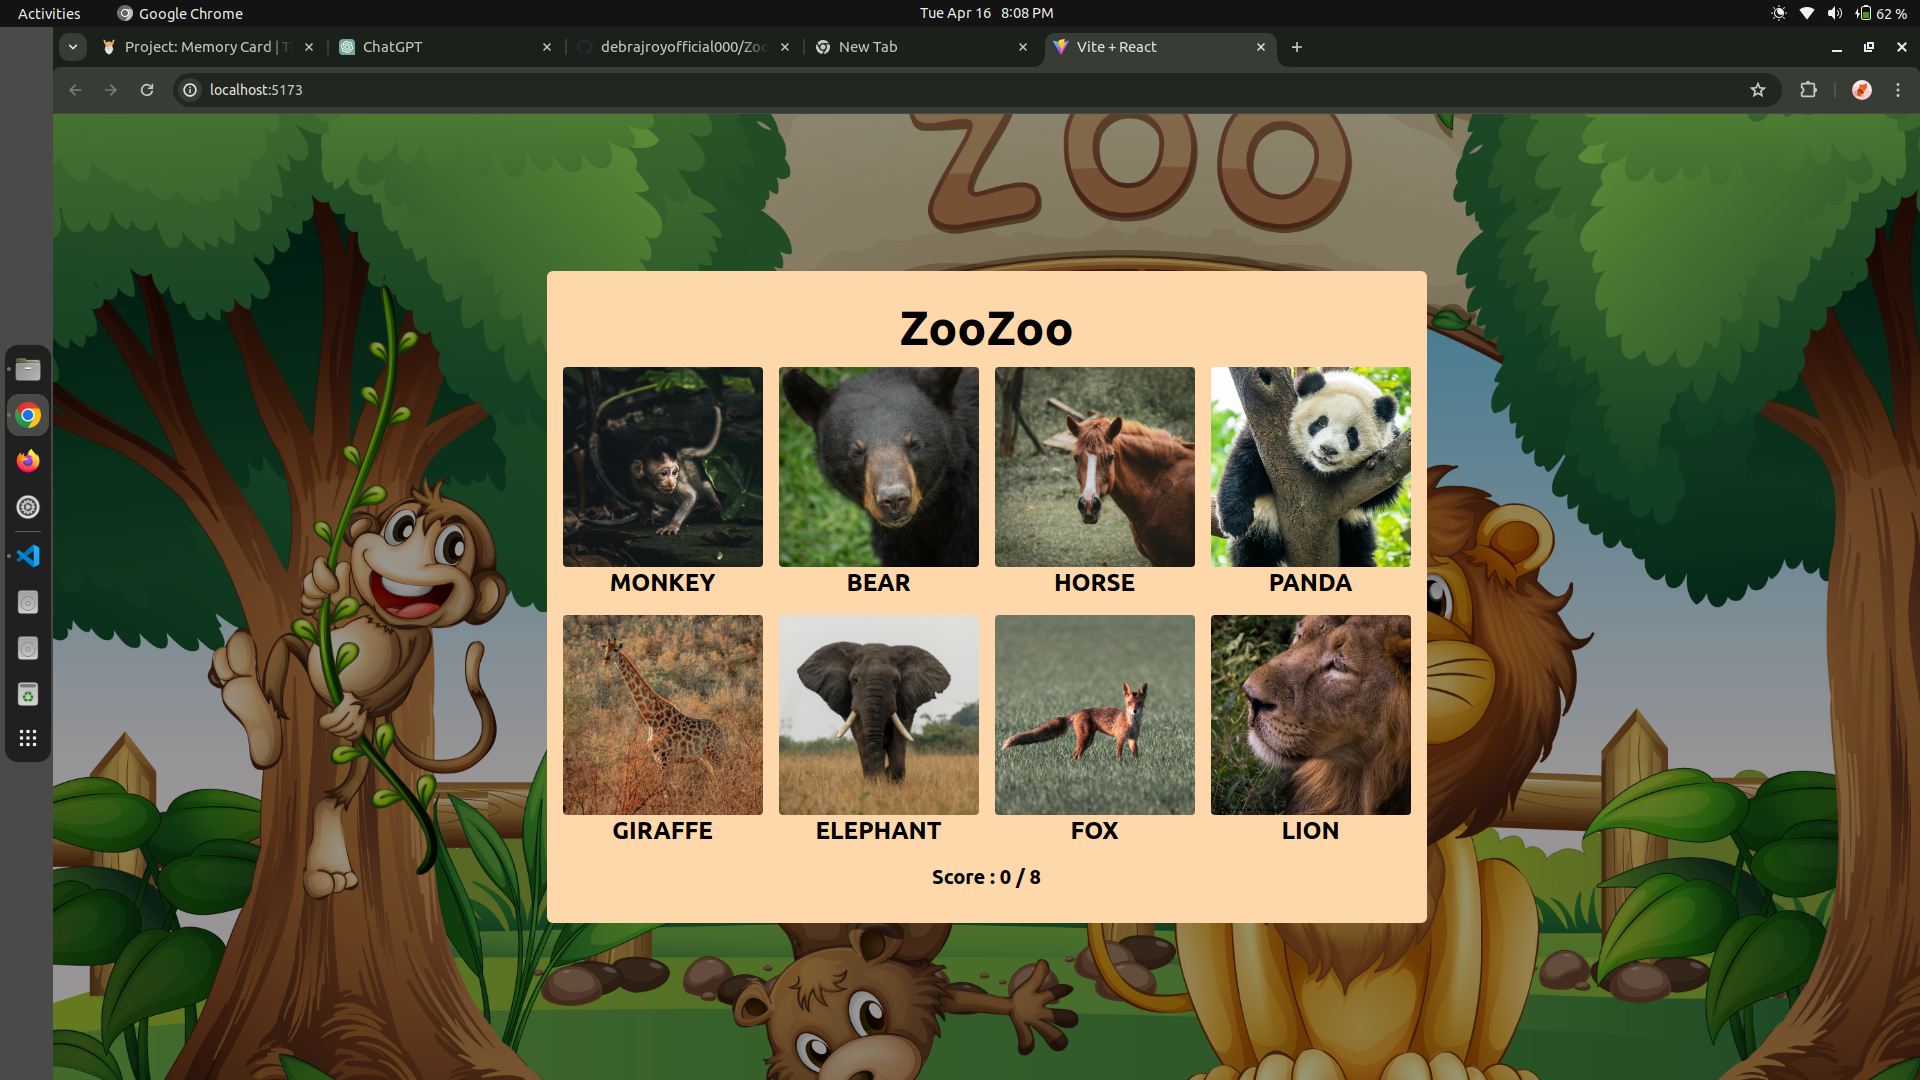 Activities Google Chrome Tue Apr 16 8:08 PM 62 %
Project: Memory Card | T ChatGPT debrajroyofficial000/Zoo New Tab Vite + React
localhost:5173
ZOO
ZooZoo
MONKEY BEAR HORSE PANDA
GIRAFFE ELEPHANT FOX LION
Score : 0 / 8